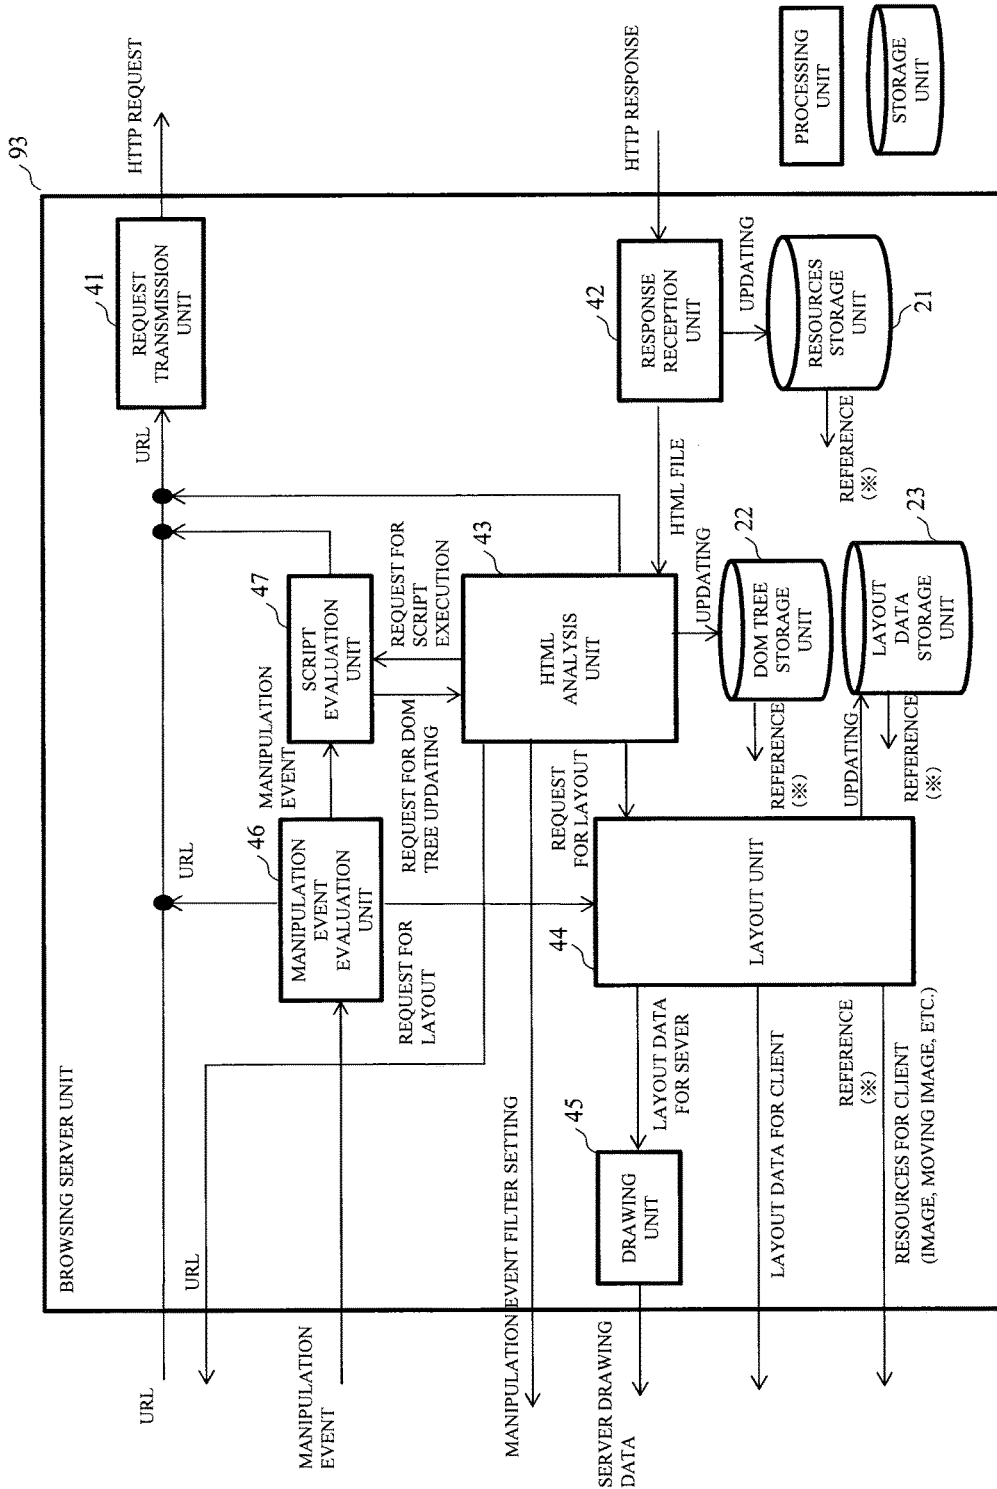 93
BROWSING SERVER UNIT
URL
URL
URL
URL
HTTP REQUEST
41
REQUEST
TRANSMISSION
UNIT
MANIPULATION
EVENT
46
MANIPULATION
EVENT
EVALUATION
UNIT
MANIPULATION
EVENT
47
SCRIPT
EVALUATION
UNIT
REQUEST FOR
LAYOUT
REQUEST FOR DOM
TREE UPDATING
REQUEST FOR
SCRIPT
EXECUTION
MANIPULATION EVENT FILTER SETTING
43
HTML
ANALYSIS
UNIT
HTML FILE
42
RESPONSE
RECEPTION
UNIT
HTTP RESPONSE
SERVER DRAWING
DATA
45
DRAWING
UNIT
LAYOUT DATA
FOR SEVER
44
LAYOUT UNIT
REQUEST
FOR LAYOUT
UPDATING
22
DOM TREE
STORAGE
UNIT
REFERENCE
(※)
UPDATING
RESOURCES
STORAGE
UNIT
21
REFERENCE
(※)
LAYOUT DATA FOR CLIENT
REFERENCE
(※)
UPDATING
23
LAYOUT
DATA
STORAGE
UNIT
REFERENCE
(※)
RESOURCES FOR CLIENT
(IMAGE, MOVING IMAGE, ETC.)
PROCESSING
UNIT
STORAGE
UNIT